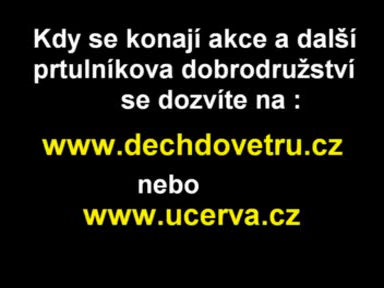 Kdy se konají akce a další
prtulníkova dobrodružství
se dozvíte na :
www.dechdovetru.cz
nebo
www.ucerva.cz